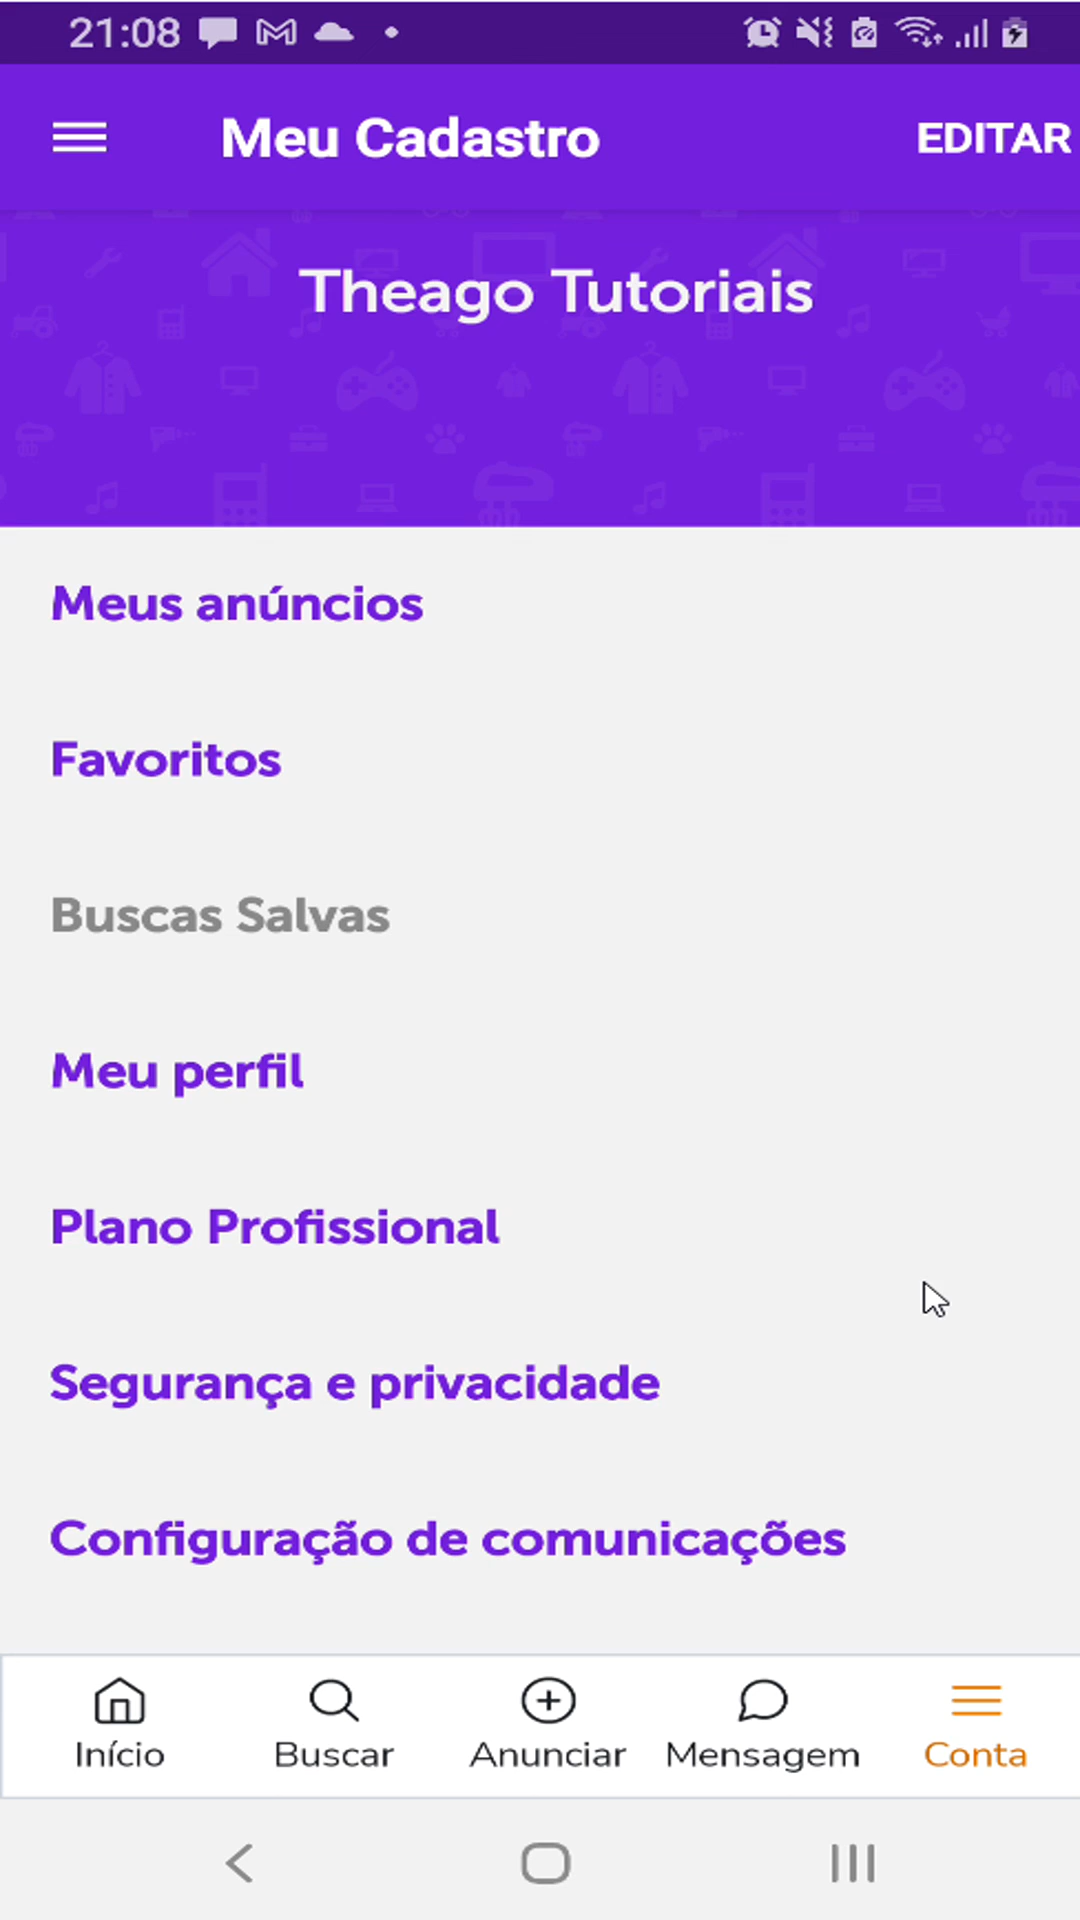 21:08
Meu Cadastro
EDITAR
Theago Tutoriais
Meus anúncios
Favoritos
Buscas Salvas
Meu perfil
Plano Profissional
Segurança e privacidade
Configuração de comunicações
Início
Buscar
Anunciar
Mensagem
Conta